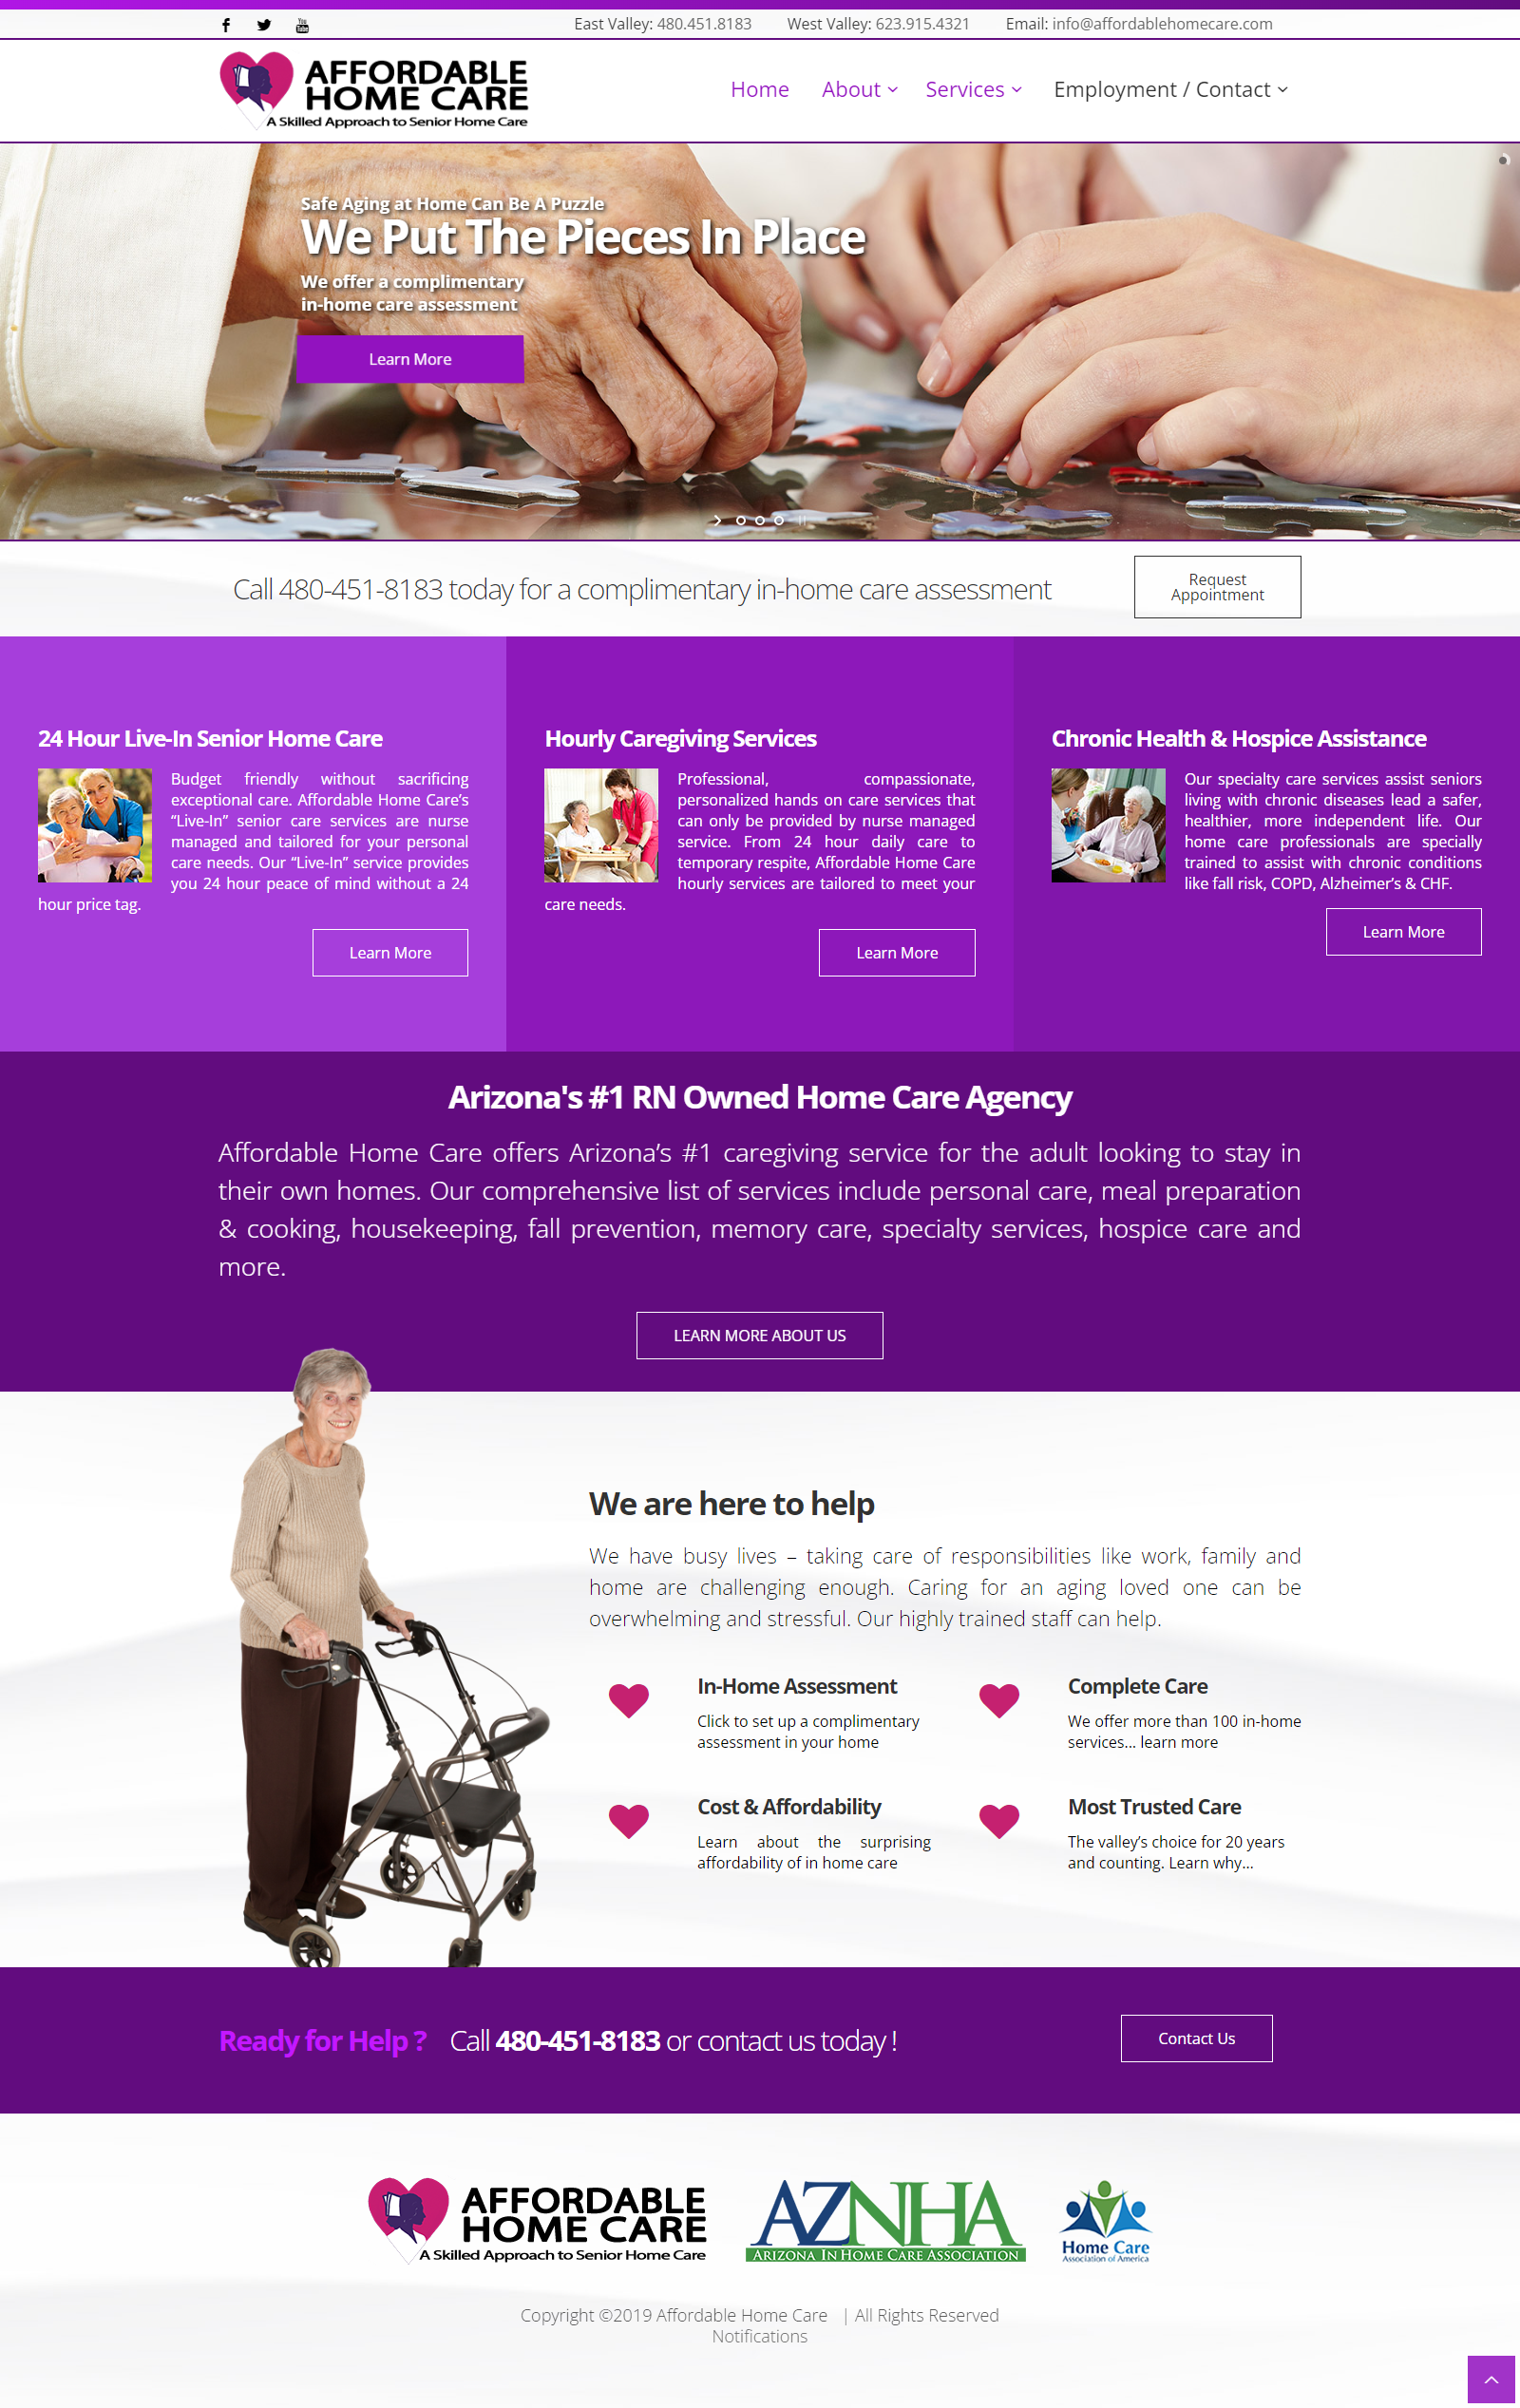 East Valley: 480.451.8183 West Valley: 623.915.4321 Email: info@affordablehomecare.com
AFFORDABLE
HOME CARE
A Skilled Approach to Senior Home Care
Home About Services Employment / Contact
Safe Aging at Home Can Be A Puzzle
We Put The Pieces In Place
We offer a complimentary
in-home care assessment
Learn More
Call 480-451-8183 today for a complimentary in-home care assessment
Request
Appointment
24 Hour Live-In Senior Home Care
Budget friendly without sacrificing
exceptional care. Affordable Home Care’s
“Live-In” senior care services are nurse
managed and tailored for your personal
care needs. Our “Live-In” service provides
you 24 hour peace of mind without a 24
hour price tag.
Learn More
Hourly Caregiving Services
Professional, compassionate,
personalized hands on care services that
can only be provided by nurse managed
service. From 24 hour daily care to
temporary respite, Affordable Home Care
hourly services are tailored to meet your
care needs.
Learn More
Chronic Health & Hospice Assistance
Our specialty care services assist seniors
living with chronic diseases lead a safer,
healthier, more independent life. Our
home care professionals are specially
trained to assist with chronic conditions
like fall risk, COPD, Alzheimer’s & CHF.
Learn More
Arizona's #1 RN Owned Home Care Agency
Affordable Home Care offers Arizona’s #1 caregiving service for the adult looking to stay in
their own homes. Our comprehensive list of services include personal care, meal preparation
& cooking, housekeeping, fall prevention, memory care, specialty services, hospice care and
more.
LEARN MORE ABOUT US
We are here to help
We have busy lives – taking care of responsibilities like work, family and
home are challenging enough. Caring for an aging loved one can be
overwhelming and stressful. Our highly trained staff can help.
In-Home Assessment
Click to set up a complimentary
assessment in your home
Complete Care
We offer more than 100 in-home
services... learn more
Cost & Affordability
Learn about the surprising
affordability of in home care
Most Trusted Care
The valley’s choice for 20 years
and counting. Learn why...
Ready for Help ? Call 480-451-8183 or contact us today !
Contact Us
AFFORDABLE
HOME CARE
A Skilled Approach to Senior Home Care
AZNHA
ARIZONA IN HOME CARE ASSOCIATION
Home Care
Association of America
Copyright ©2019 Affordable Home Care | All Rights Reserved
Notifications